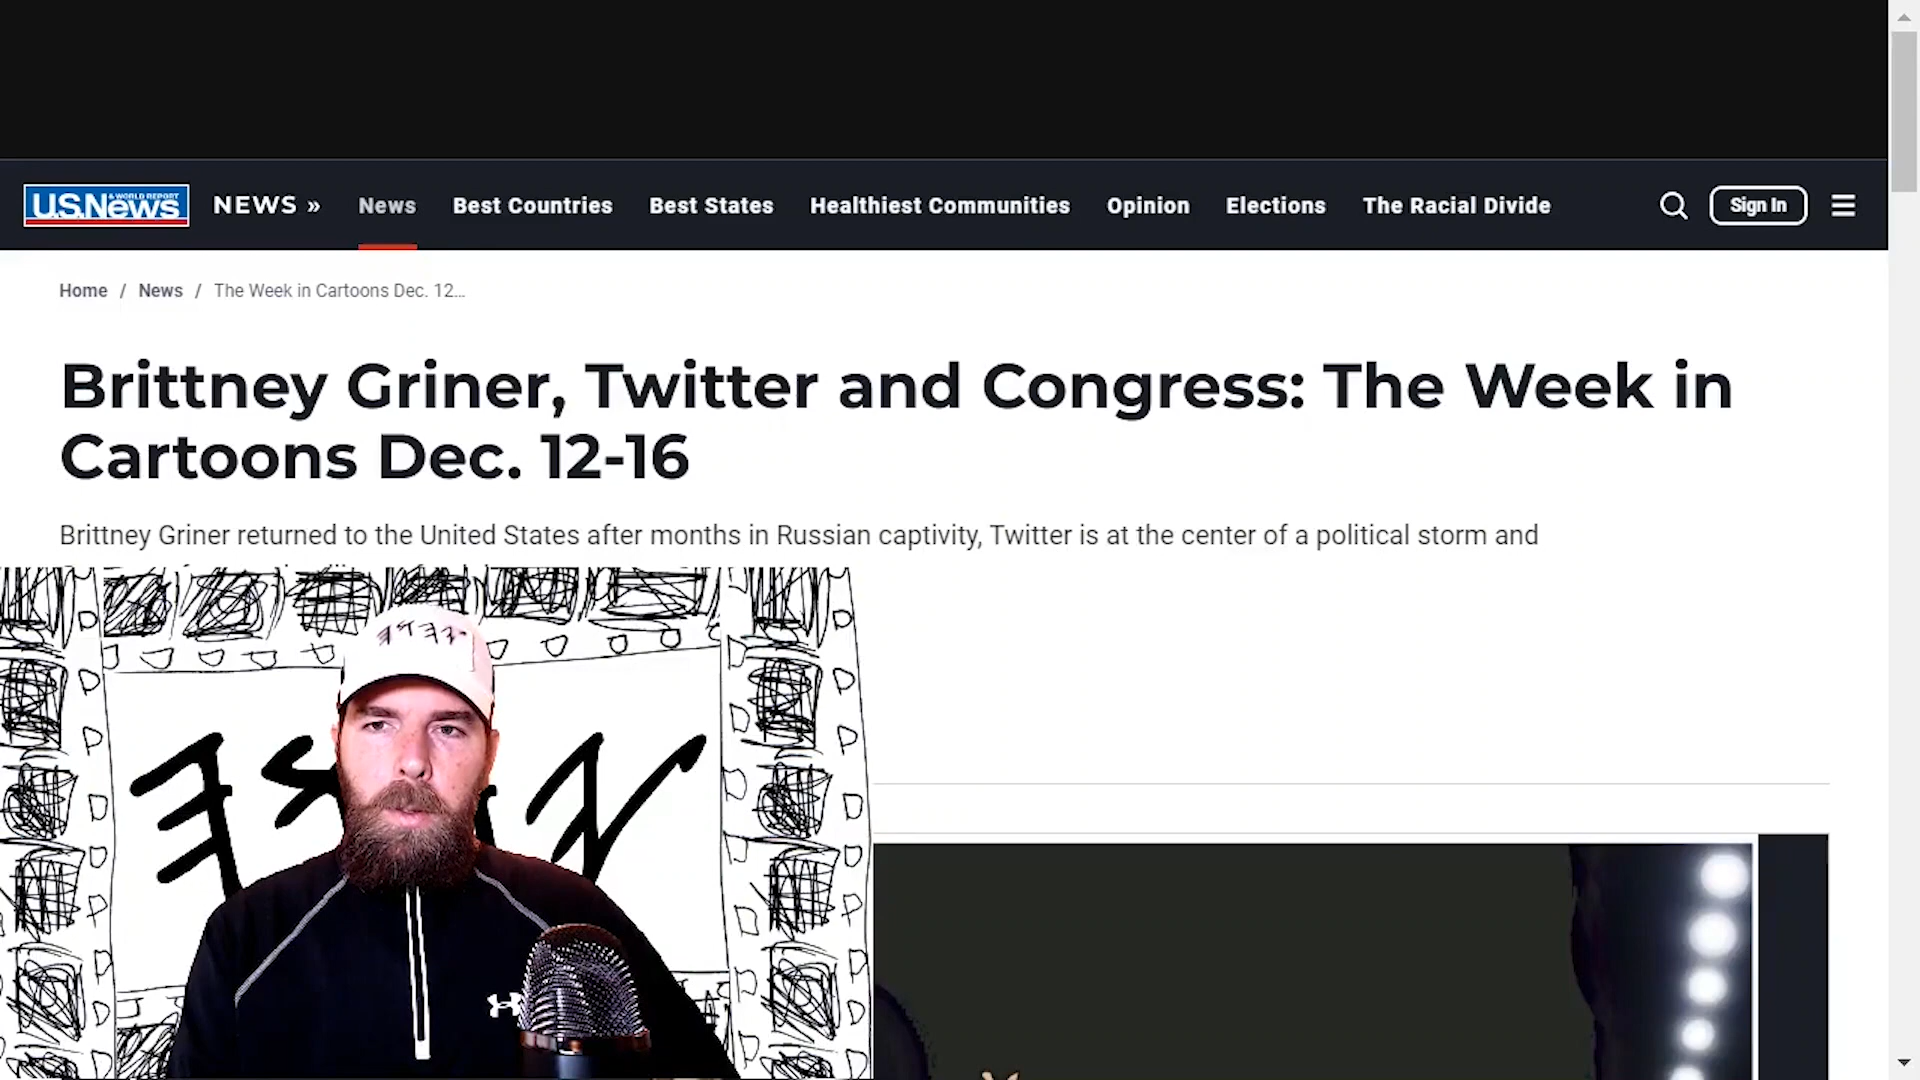 U.S.News
& WORLD REPORT
NEWS »
News
Best Countries
Best States
Healthiest Communities
Opinion
Elections
The Racial Divide
Sign In
Home / News / The Week in Cartoons Dec. 12...
Brittney Griner, Twitter and Congress: The Week in
Cartoons Dec. 12-16
Brittney Griner returned to the United States after months in Russian captivity, Twitter is at the center of a political storm and